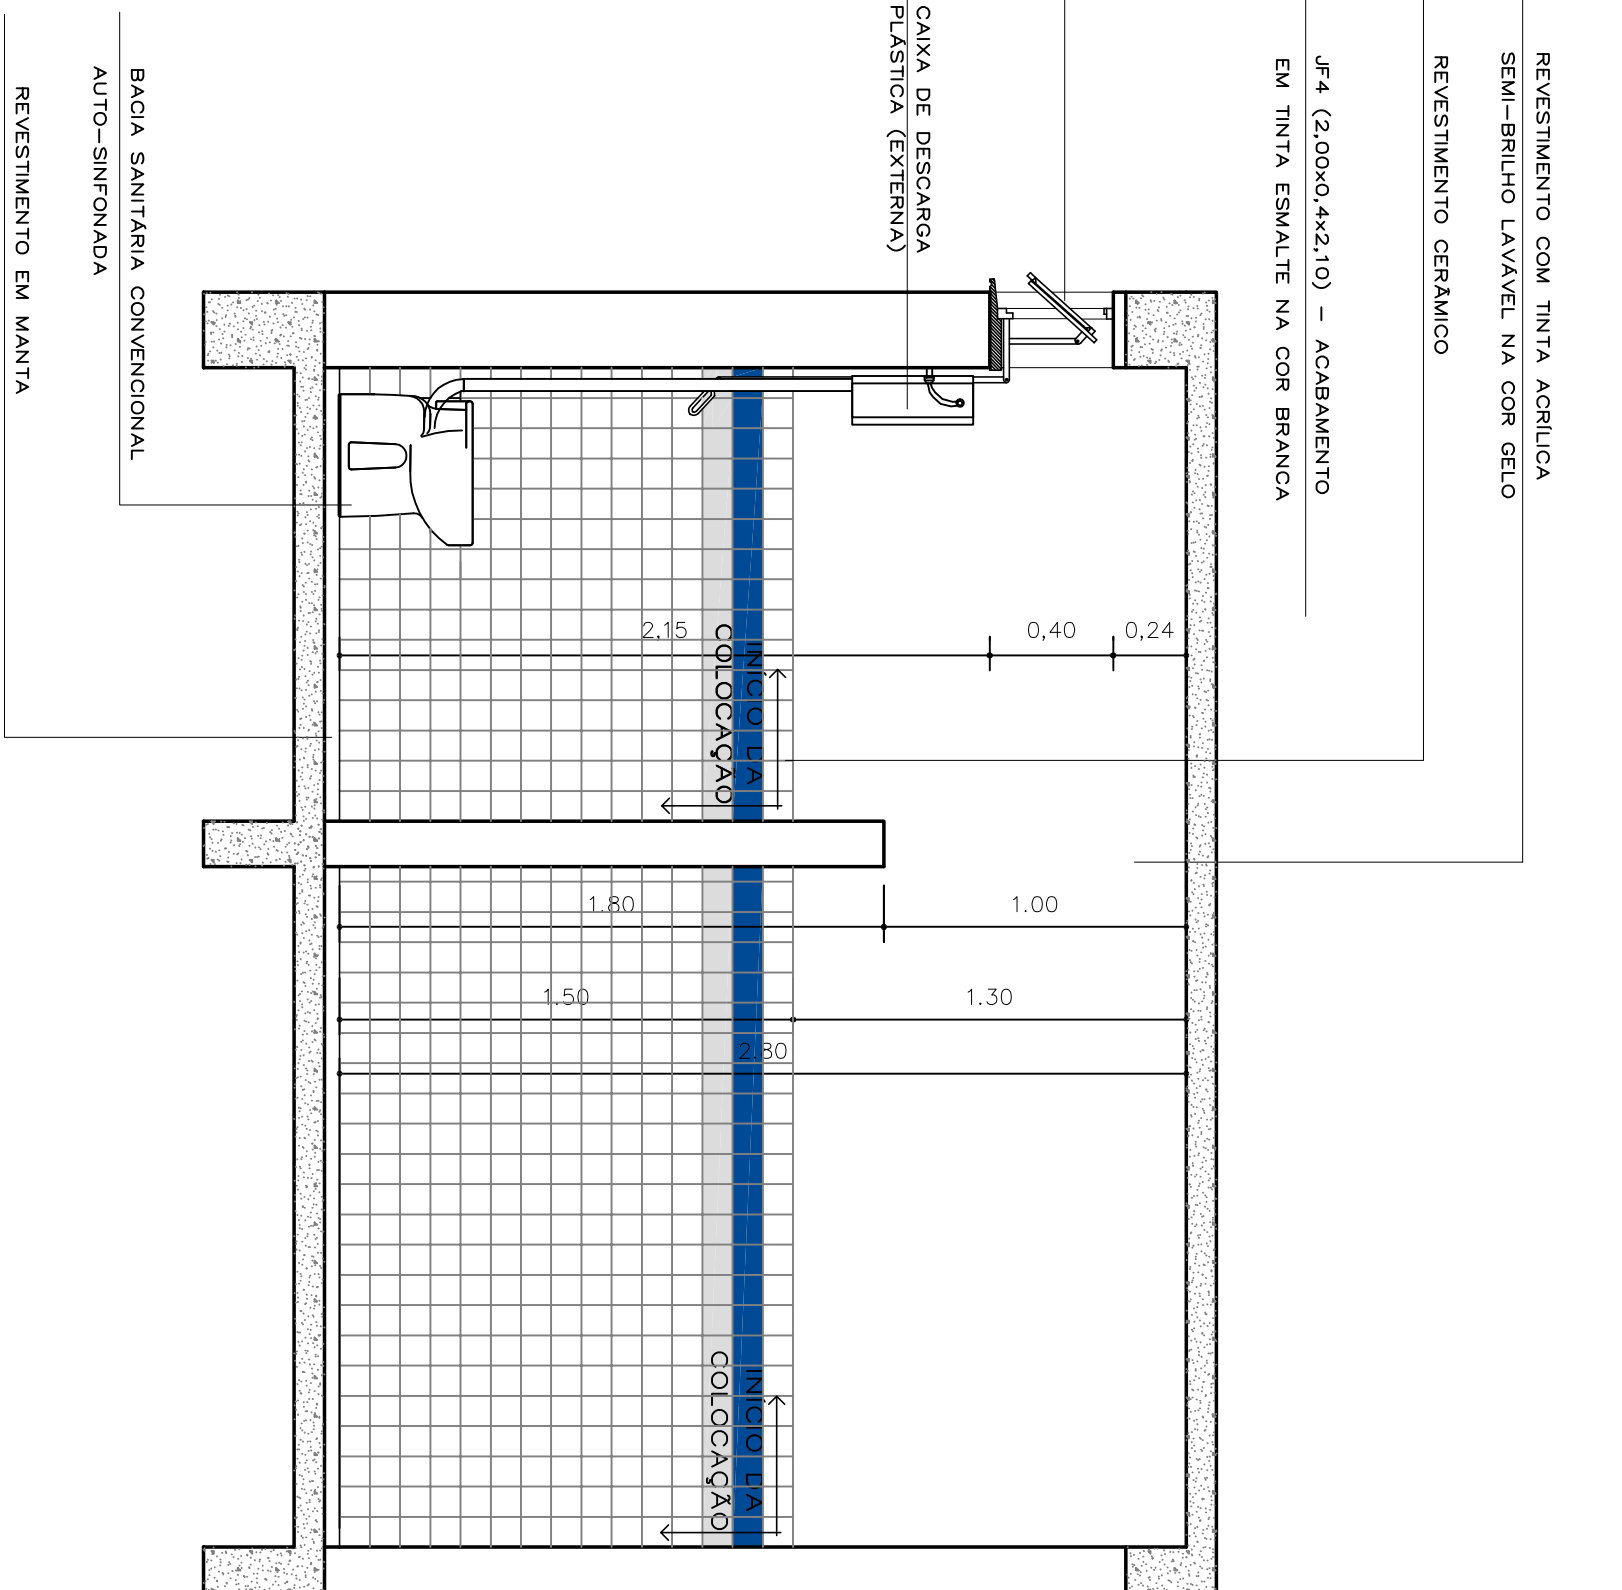 REVESTIMENTO COM TINTA ACRÍLICA
SEMI-BRILHO LAVÁVEL NA COR GELO
REVESTIMENTO CERÂMICO
JF4 (2,00x0,4x2,10) - ACABAMENTO
EM TINTA ESMALTE NA COR BRANCA
CAIXA DE DESCARGA
PLÁSTICA (EXTERNA)
BACIA SANITÁRIA CONVENCIONAL
AUTO-SINFONADA
REVESTIMENTO EM MANTA
2,15
0,40
0,24
INÍCIO DA
COLOCAÇÃO
1.80
1.00
1.50
1.30
2.80
INÍCIO DA
COLOCAÇÃO